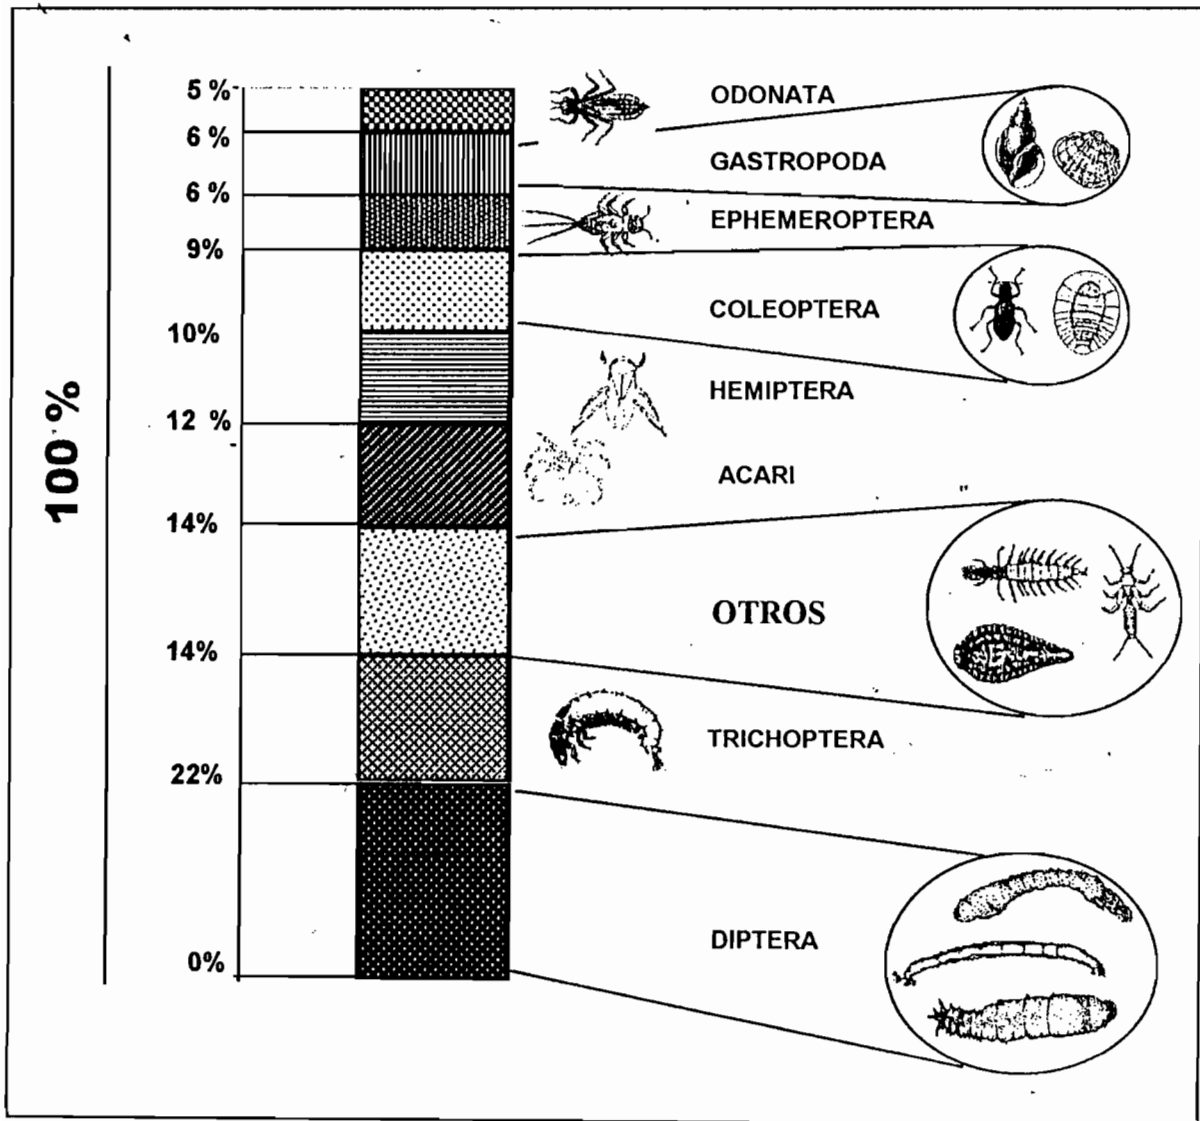 5 %
ODONATA
6 %
GASTROPODA
6 %
EPHEMEROPTERA
9%
COLEOPTERA
10%
HEMIPTERA
12 %
ACARI
14%
OTROS
14%
TRICHOPTERA
22%
DIPTERA
0%
100 %